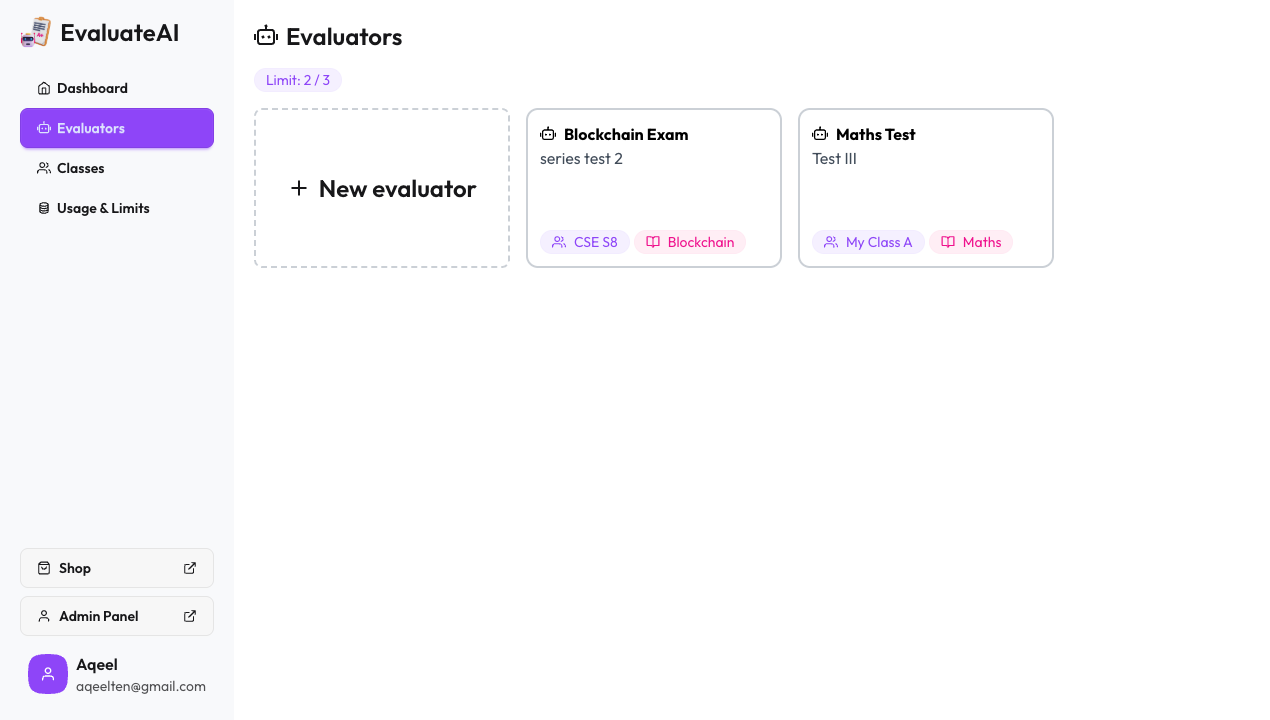 EvaluateAI
Dashboard
Evaluators
Classes
Usage & Limits
Shop
Admin Panel
Aqeel
aqeelten@gmail.com
Evaluators
Limit: 2 / 3
New evaluator
Blockchain Exam
series test 2
CSE S8
Blockchain
Maths Test
Test III
My Class A
Maths